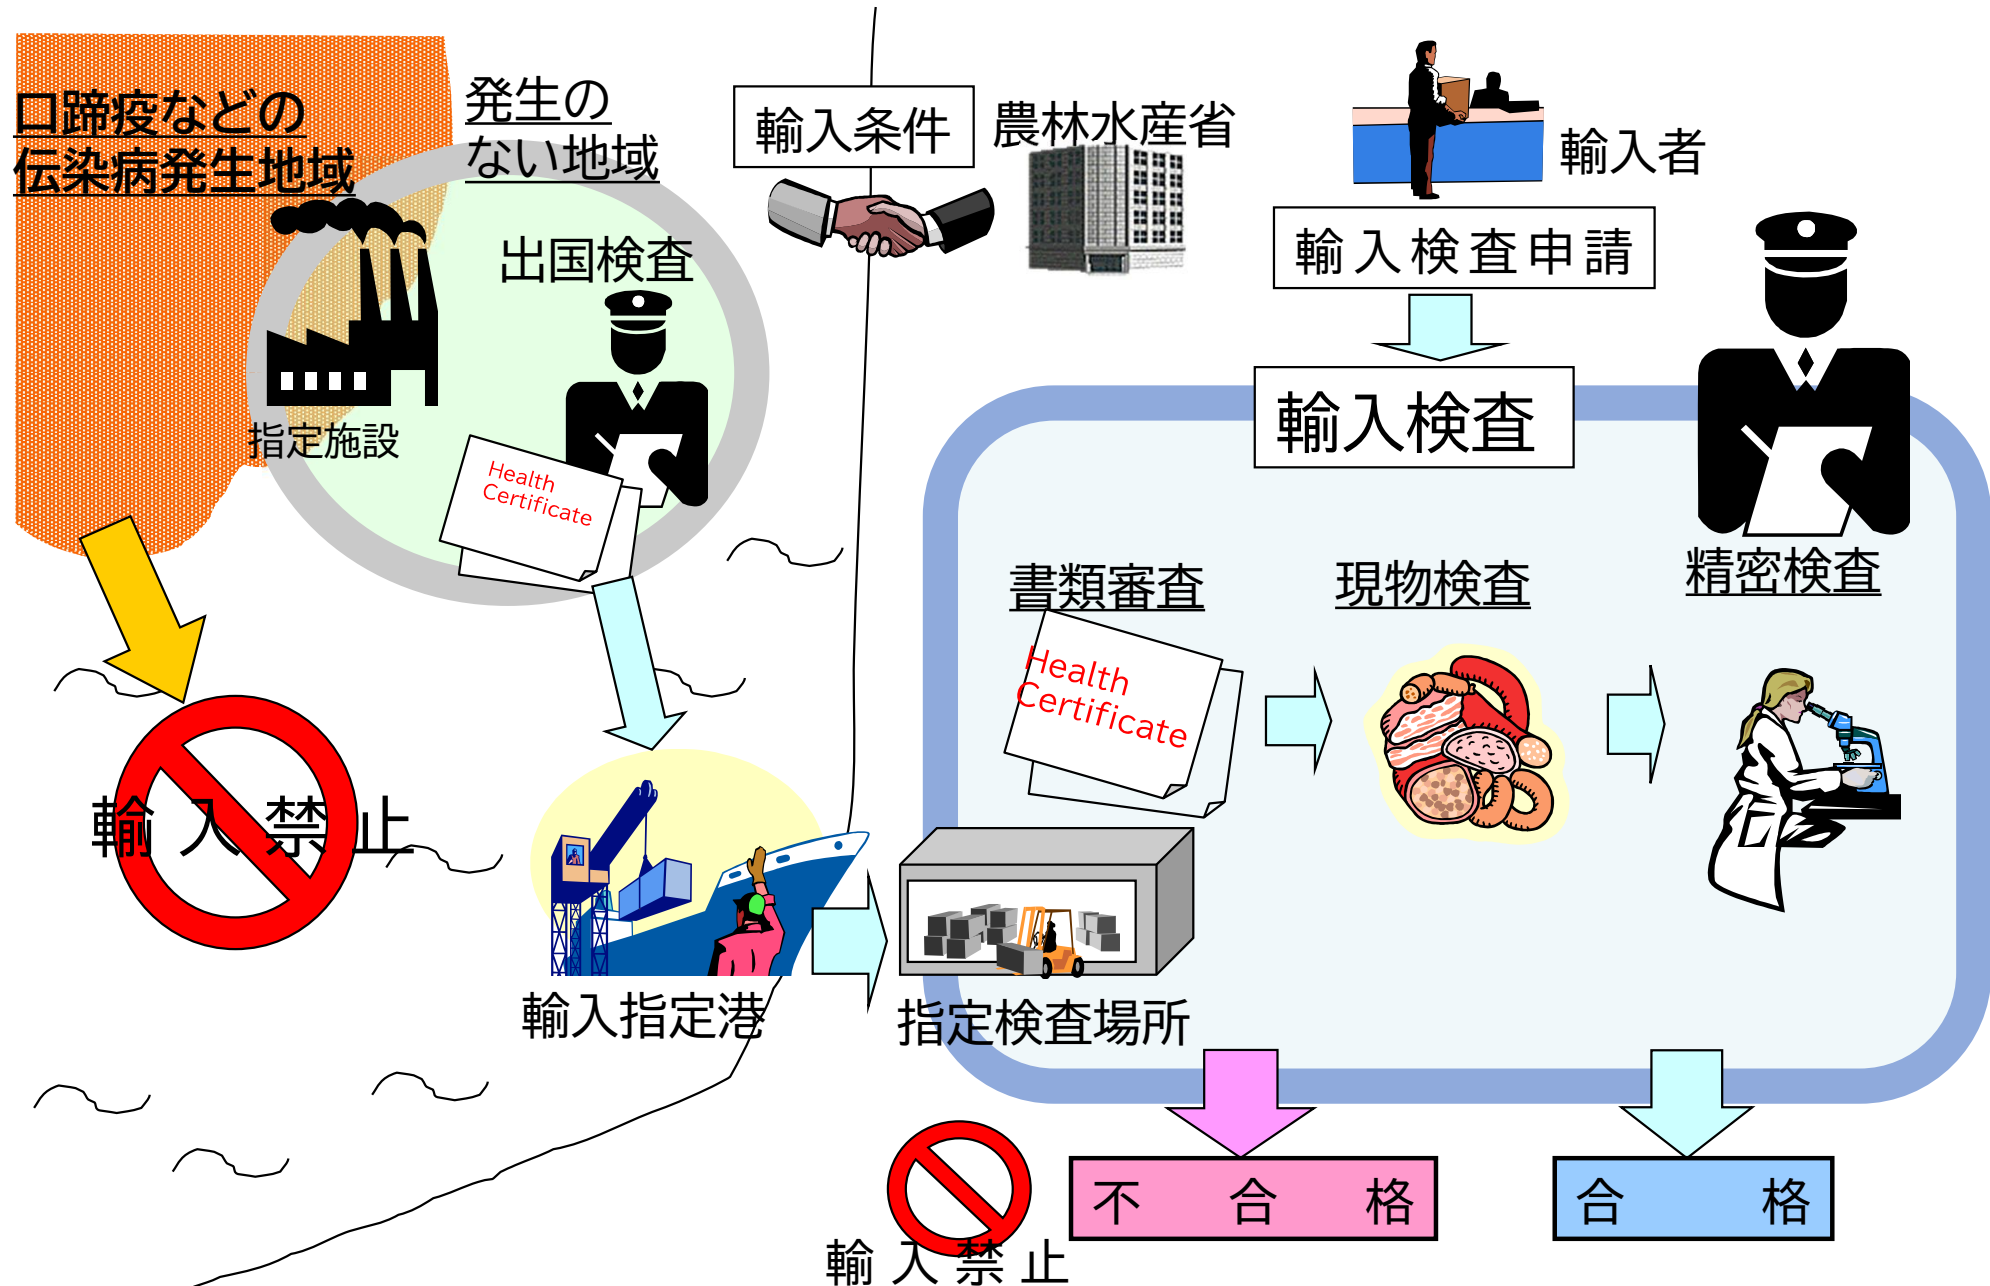 口蹄疫などの
伝染病発生地域
発生の
ない地域
輸入条件
農林水産省
輸入者
輸入検査申請
出国検査
指定施設
Health
Certificate
輸入検査
書類審査
現物検査
精密検査
Health
Certificate
輸入禁止
輸入指定港
指定検査場所
不合格
合格
輸入禁止